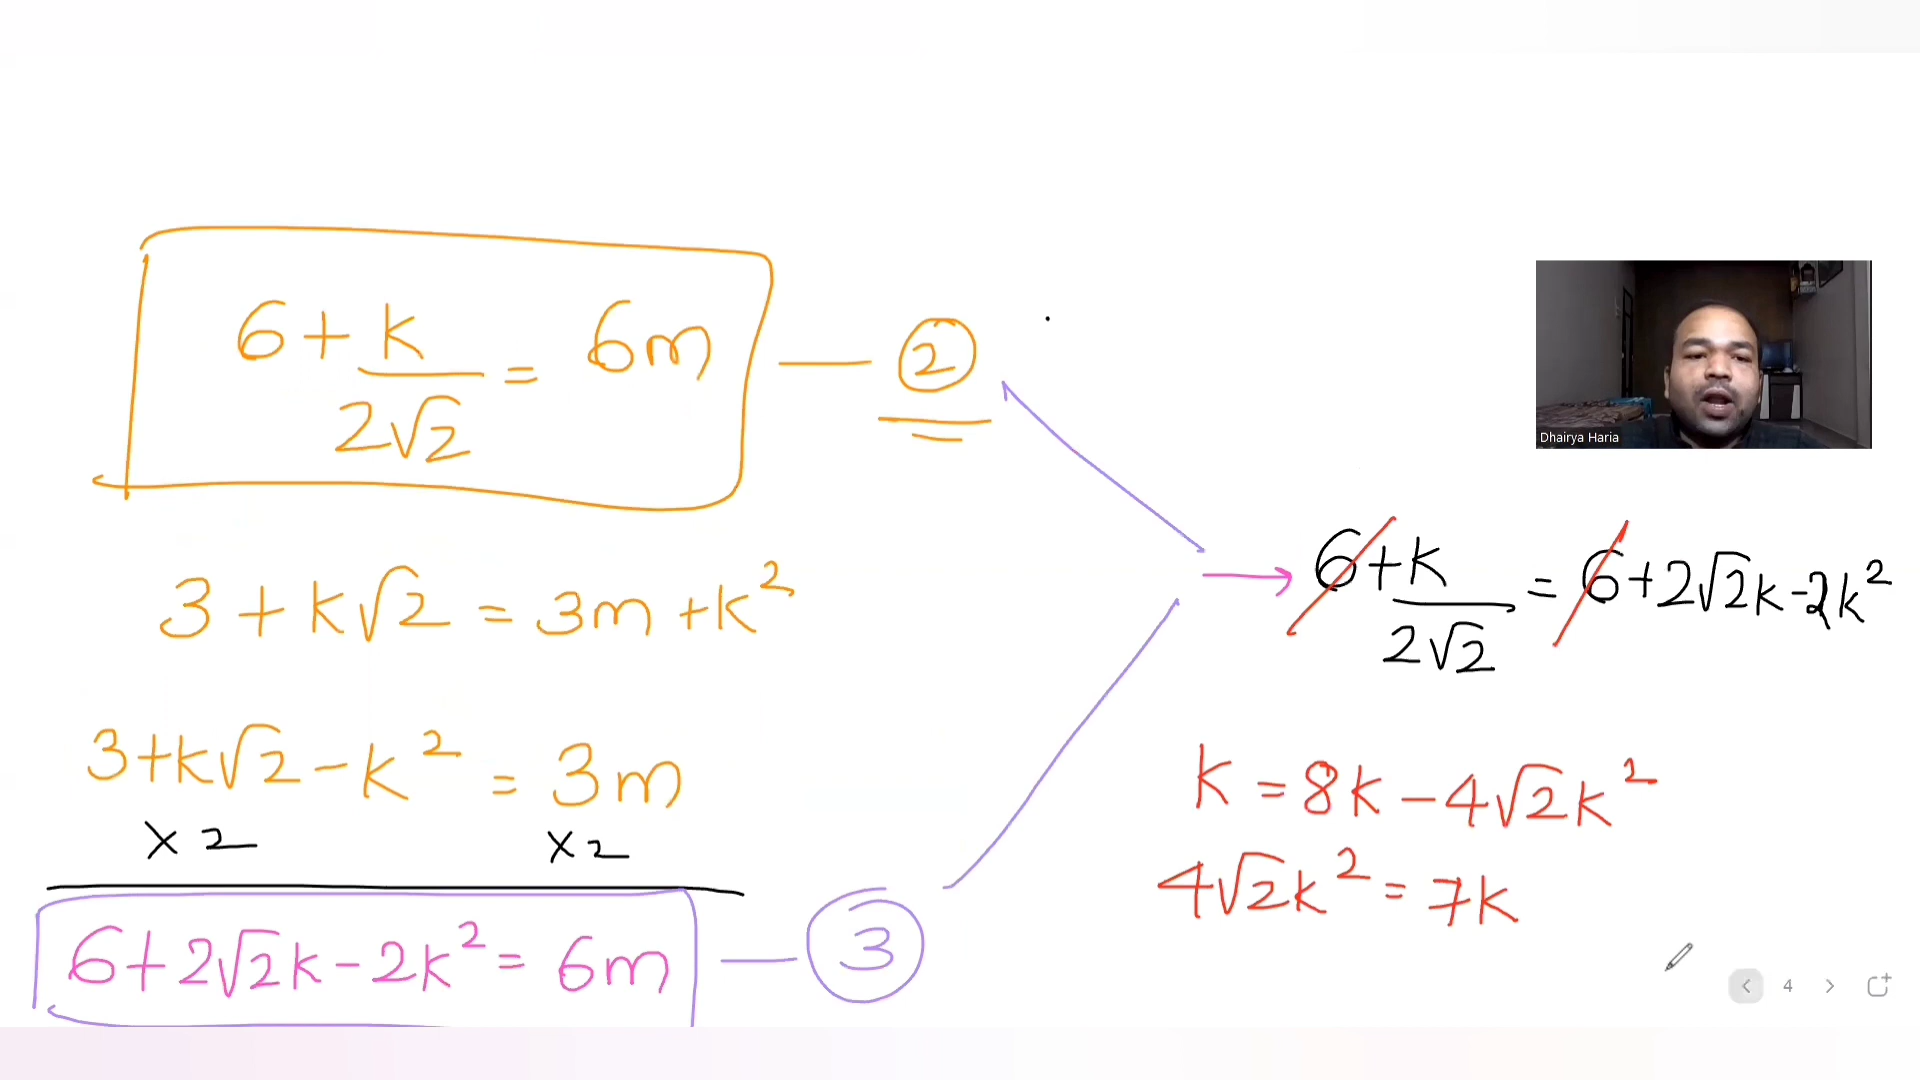 6 + k/2√2 = 6m — ②
3 + k√2 = 3m + k²
3+k√2 – k² = 3m
×2 ×2
6+2√2k – 2k² = 6m — ③
Dhairya Haria
→ 6 + k/2√2 = 6+2√2k–2k²
k = 8k – 4√2k²
4√2k² = 7k
4